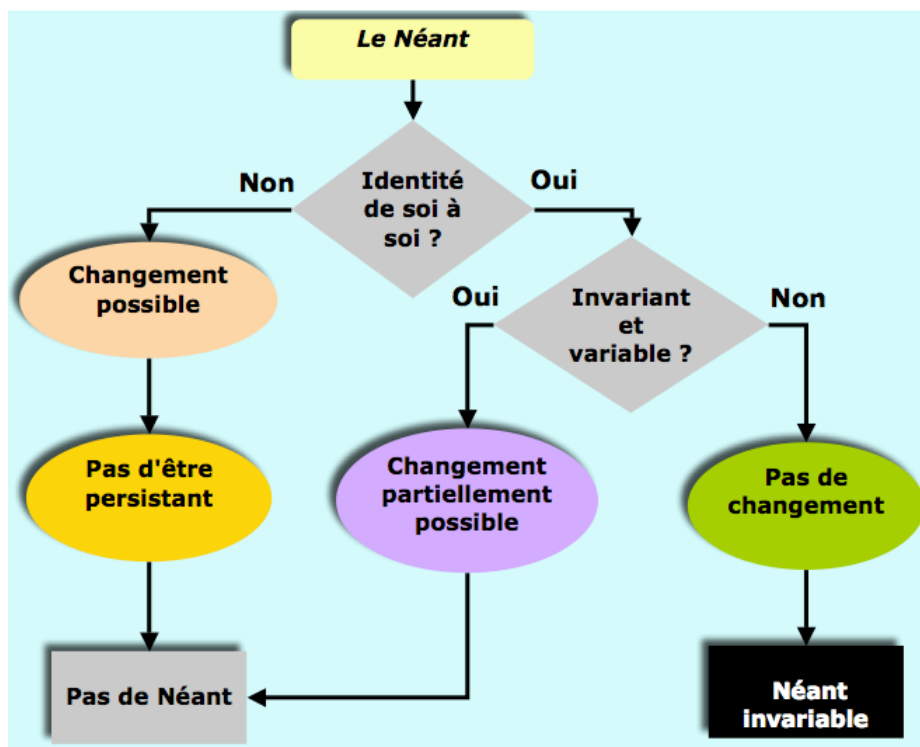 Le Néant
Identité
de soi à
soi ?
Non
Oui
Changement
possible
Invariant
et
variable ?
Oui
Non
Pas d'être
persistant
Changement
partiellement
possible
Pas de
changement
Pas de Néant
Néant
invariable